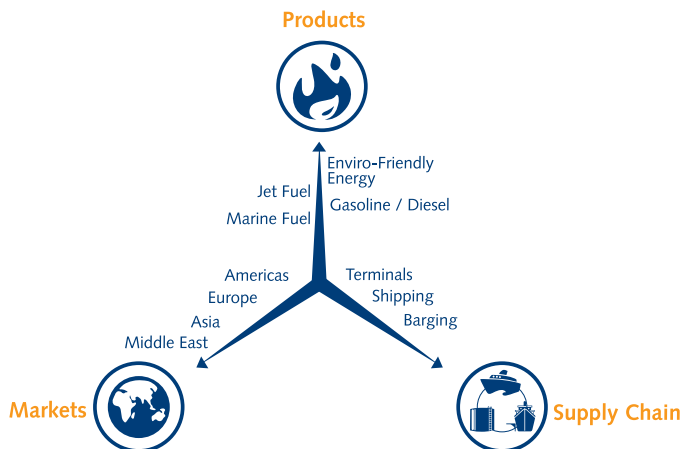 Products
Enviro-Friendly
Energy
Jet Fuel
Gasoline / Diesel
Marine Fuel
Americas
Terminals
Europe
Shipping
Asia
Barging
Middle East
Markets
Supply Chain